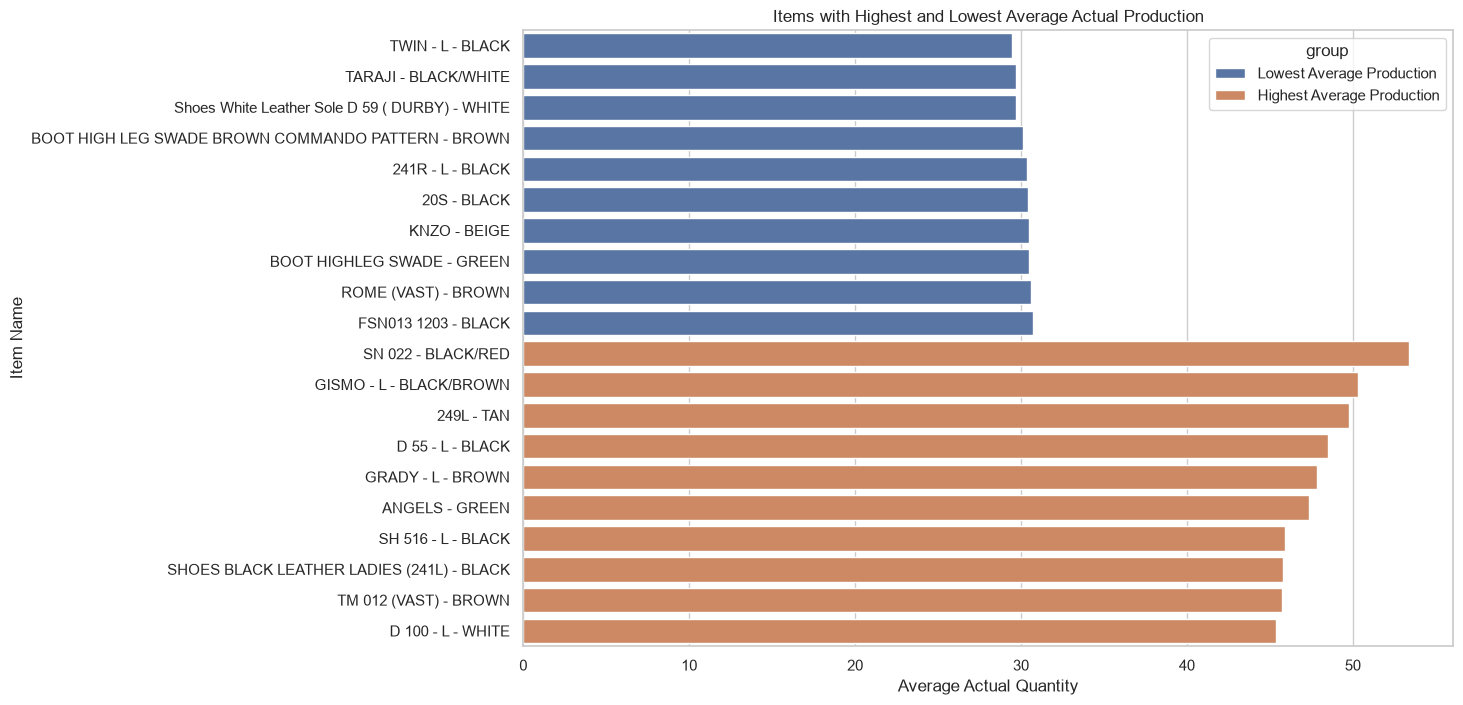 Items with Highest and Lowest Average Actual Production
group
Lowest Average Production
Highest Average Production
Item Name
TWIN - L - BLACK
TARAJI - BLACK/WHITE
Shoes White Leather Sole D 59 ( DURBY) - WHITE
BOOT HIGH LEG SWADE BROWN COMMANDO PATTERN - BROWN
241R - L - BLACK
20S - BLACK
KNZO - BEIGE
BOOT HIGHLEG SWADE - GREEN
ROME (VAST) - BROWN
FSN013 1203 - BLACK
SN 022 - BLACK/RED
GISMO - L - BLACK/BROWN
249L - TAN
D 55 - L - BLACK
GRADY - L - BROWN
ANGELS - GREEN
SH 516 - L - BLACK
SHOES BLACK LEATHER LADIES (241L) - BLACK
TM 012 (VAST) - BROWN
D 100 - L - WHITE
0 10 20 30 40 50
Average Actual Quantity